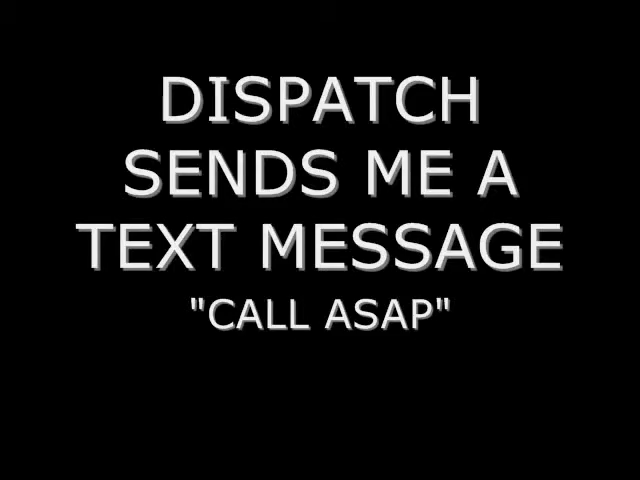 DISPATCH
SENDS ME A
TEXT MESSAGE
"CALL ASAP"